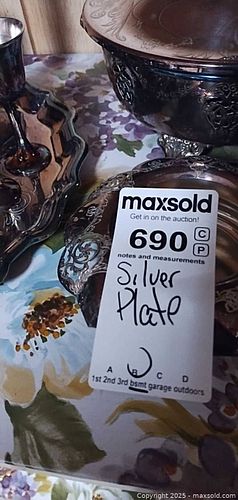 maxsold
Get in on the auction!
690 C
P
notes and measurements
Silver
Plate
A B C D
1st 2nd 3rd bsmt garage outdoors
Copyright 2025 - maxsold.com